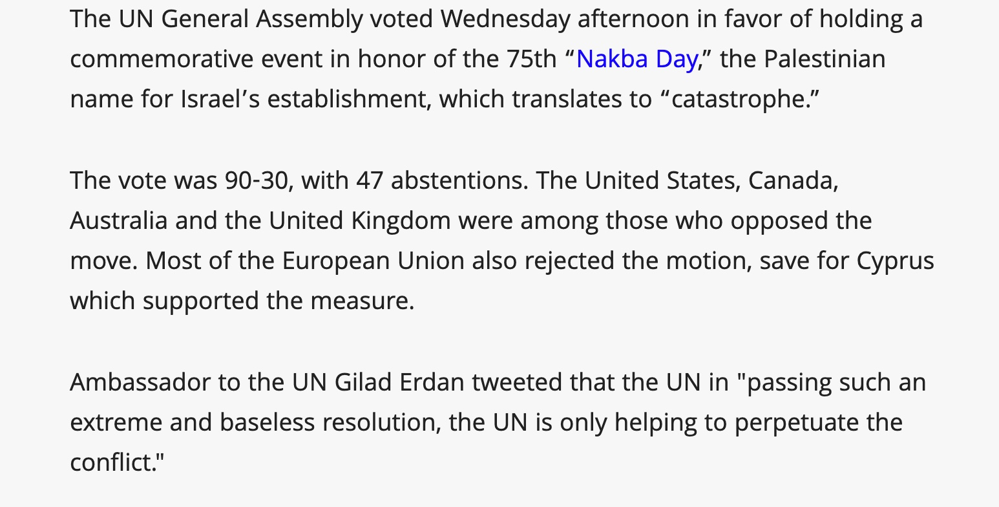 The UN General Assembly voted Wednesday afternoon in favor of holding a
commemorative event in honor of the 75th “Nakba Day,” the Palestinian
name for Israel’s establishment, which translates to “catastrophe.”
The vote was 90-30, with 47 abstentions. The United States, Canada,
Australia and the United Kingdom were among those who opposed the
move. Most of the European Union also rejected the motion, save for Cyprus
which supported the measure.
Ambassador to the UN Gilad Erdan tweeted that the UN in "passing such an
extreme and baseless resolution, the UN is only helping to perpetuate the
conflict."